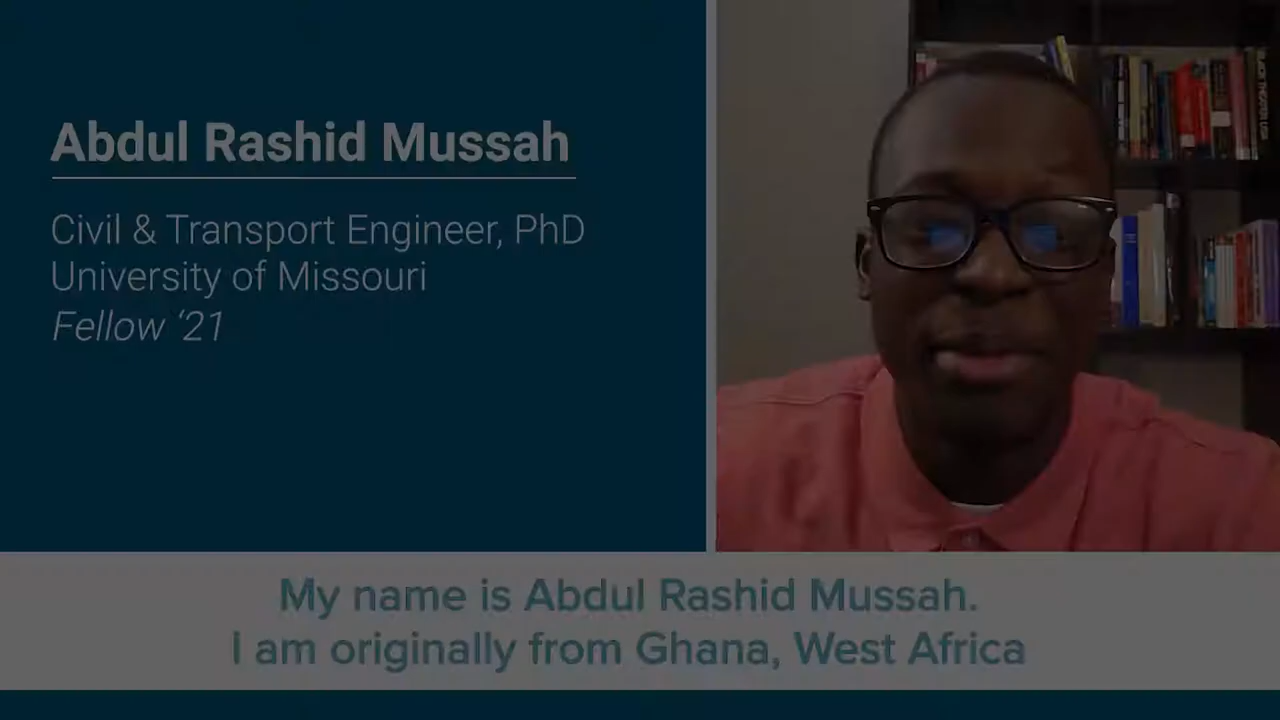 Abdul Rashid Mussah
Civil & Transport Engineer, PhD
University of Missouri
Fellow ‘21
My name is Abdul Rashid Mussah.
I am originally from Ghana, West Africa